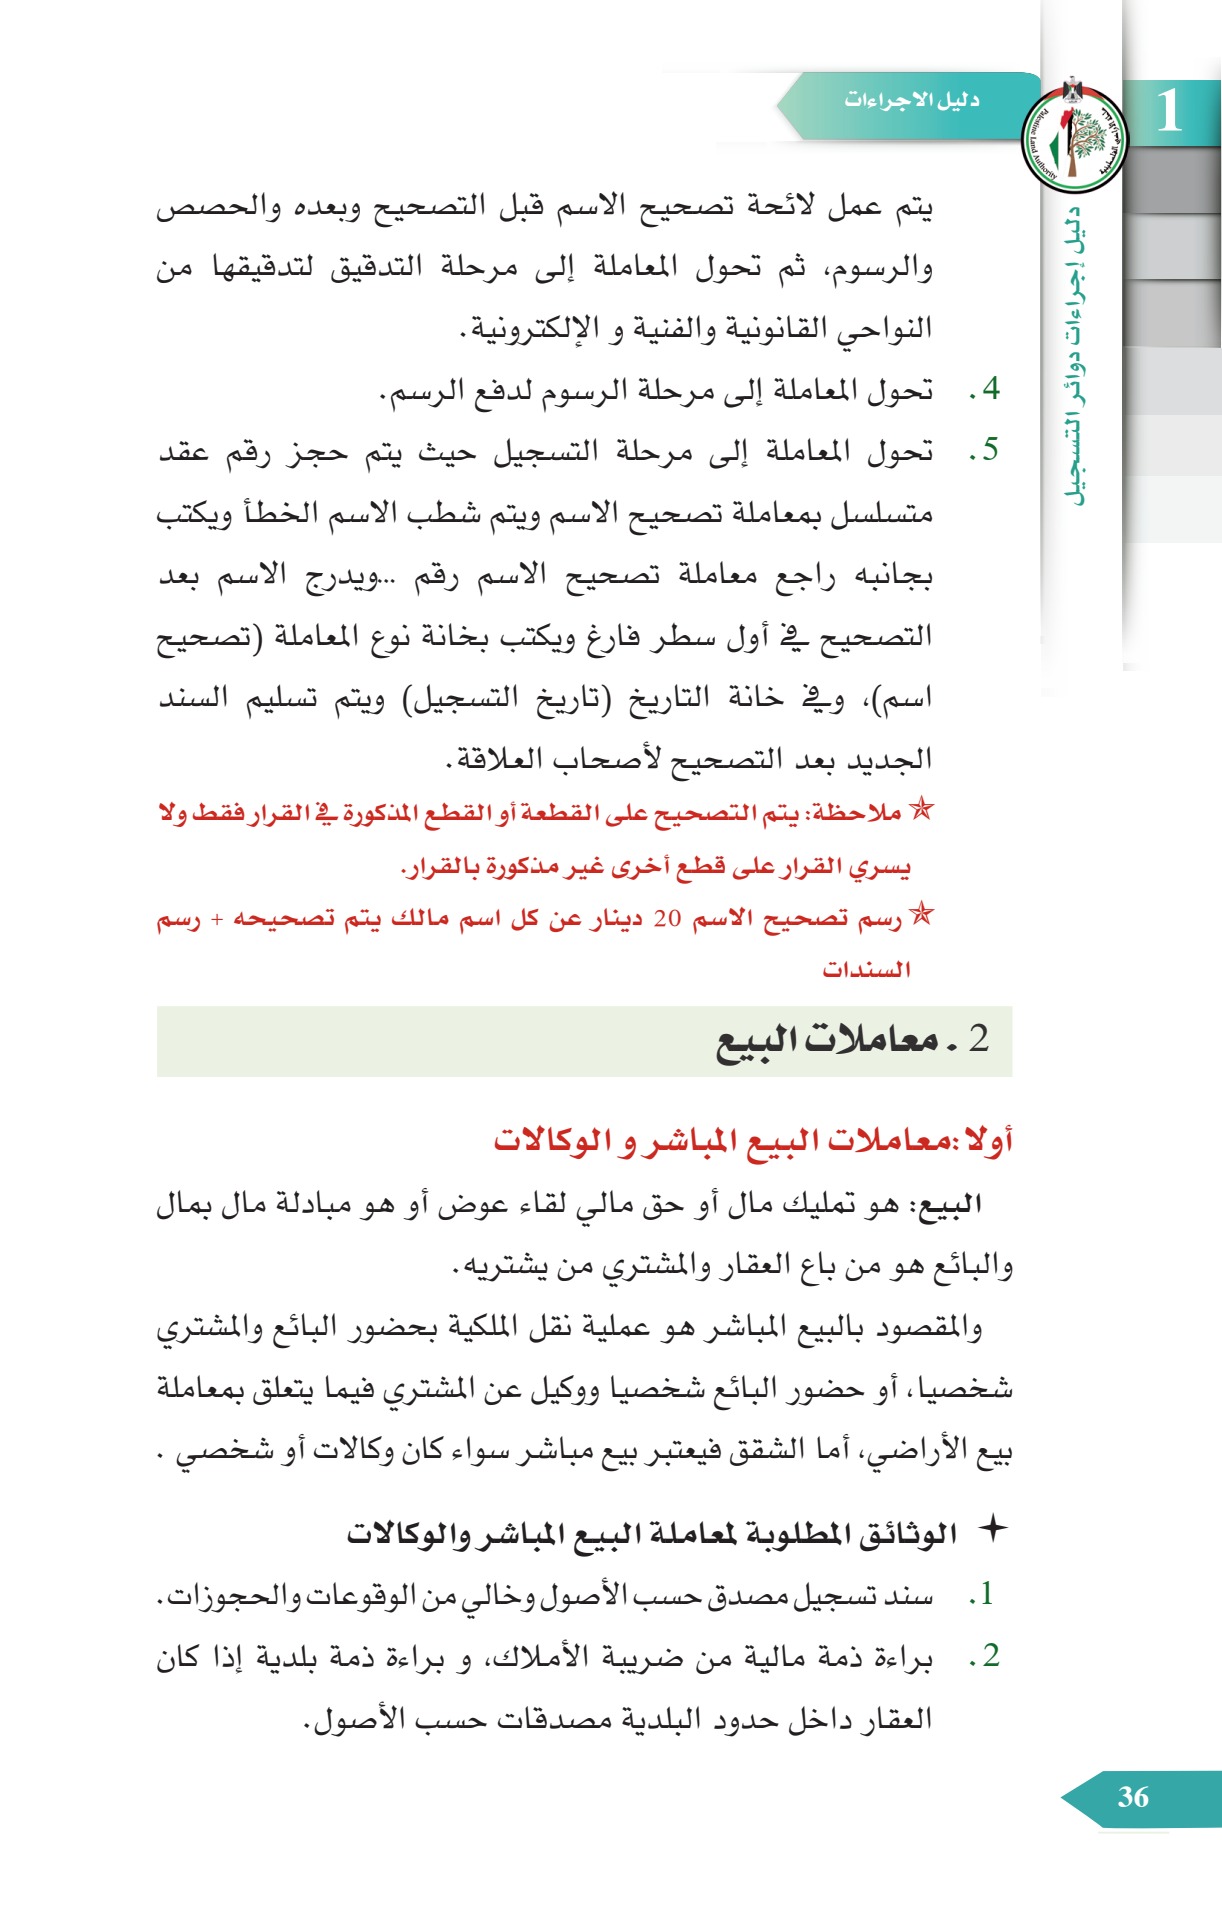 1
دليل الاجراءات
Palestine Land Authority
دليل إجراءات دوائر التسجيل
يتم عمل لائحة تصحيح الاسم قبل التصحيح وبعده والحصص
والرسوم، ثم تحول المعاملة إلى مرحلة التدقيق لتدقيقها من
النواحي القانونية والفنية و الإلكترونية.
4. تحول المعاملة إلى مرحلة الرسوم لدفع الرسم.
5. تحول المعاملة إلى مرحلة التسجيل حيث يتم حجز رقم عقد
متسلسل بمعاملة تصحيح الاسم ويتم شطب الاسم الخطأ ويكتب
بجانبه راجع معاملة تصحيح الاسم رقم ...ويدرج الاسم بعد
التصحيح في أول سطر فارغ ويكتب بخانة نوع المعاملة (تصحيح
اسم)، وفي خانة التاريخ (تاريخ التسجيل) ويتم تسليم السند
الجديد بعد التصحيح لأصحاب العلاقة.
ملاحظة: يتم التصحيح على القطعة أو القطع المذكورة في القرار فقط ولا
يسري القرار على قطع أخرى غير مذكورة بالقرار.
رسم تصحيح الاسم 20 دينار عن كل اسم مالك يتم تصحيحه + رسم
السندات
2 . معاملات البيع
أولا :معاملات البيع المباشر و الوكالات
البيع: هو تمليك مال أو حق مالي لقاء عوض أو هو مبادلة مال بمال
والبائع هو من باع العقار والمشتري من يشتريه.
والمقصود بالبيع المباشر هو عملية نقل الملكية بحضور البائع والمشتري
شخصيا، أو حضور البائع شخصيا ووكيل عن المشتري فيما يتعلق بمعاملة
بيع الأراضي، أما الشقق فيعتبر بيع مباشر سواء كان وكالات أو شخصي .
الوثائق المطلوبة لمعاملة البيع المباشر والوكالات
1. سند تسجيل مصدق حسب الأصول وخالي من الوقوعات والحجوزات.
2. براءة ذمة مالية من ضريبة الأملاك، و براءة ذمة بلدية إذا كان
العقار داخل حدود البلدية مصدقات حسب الأصول.
36